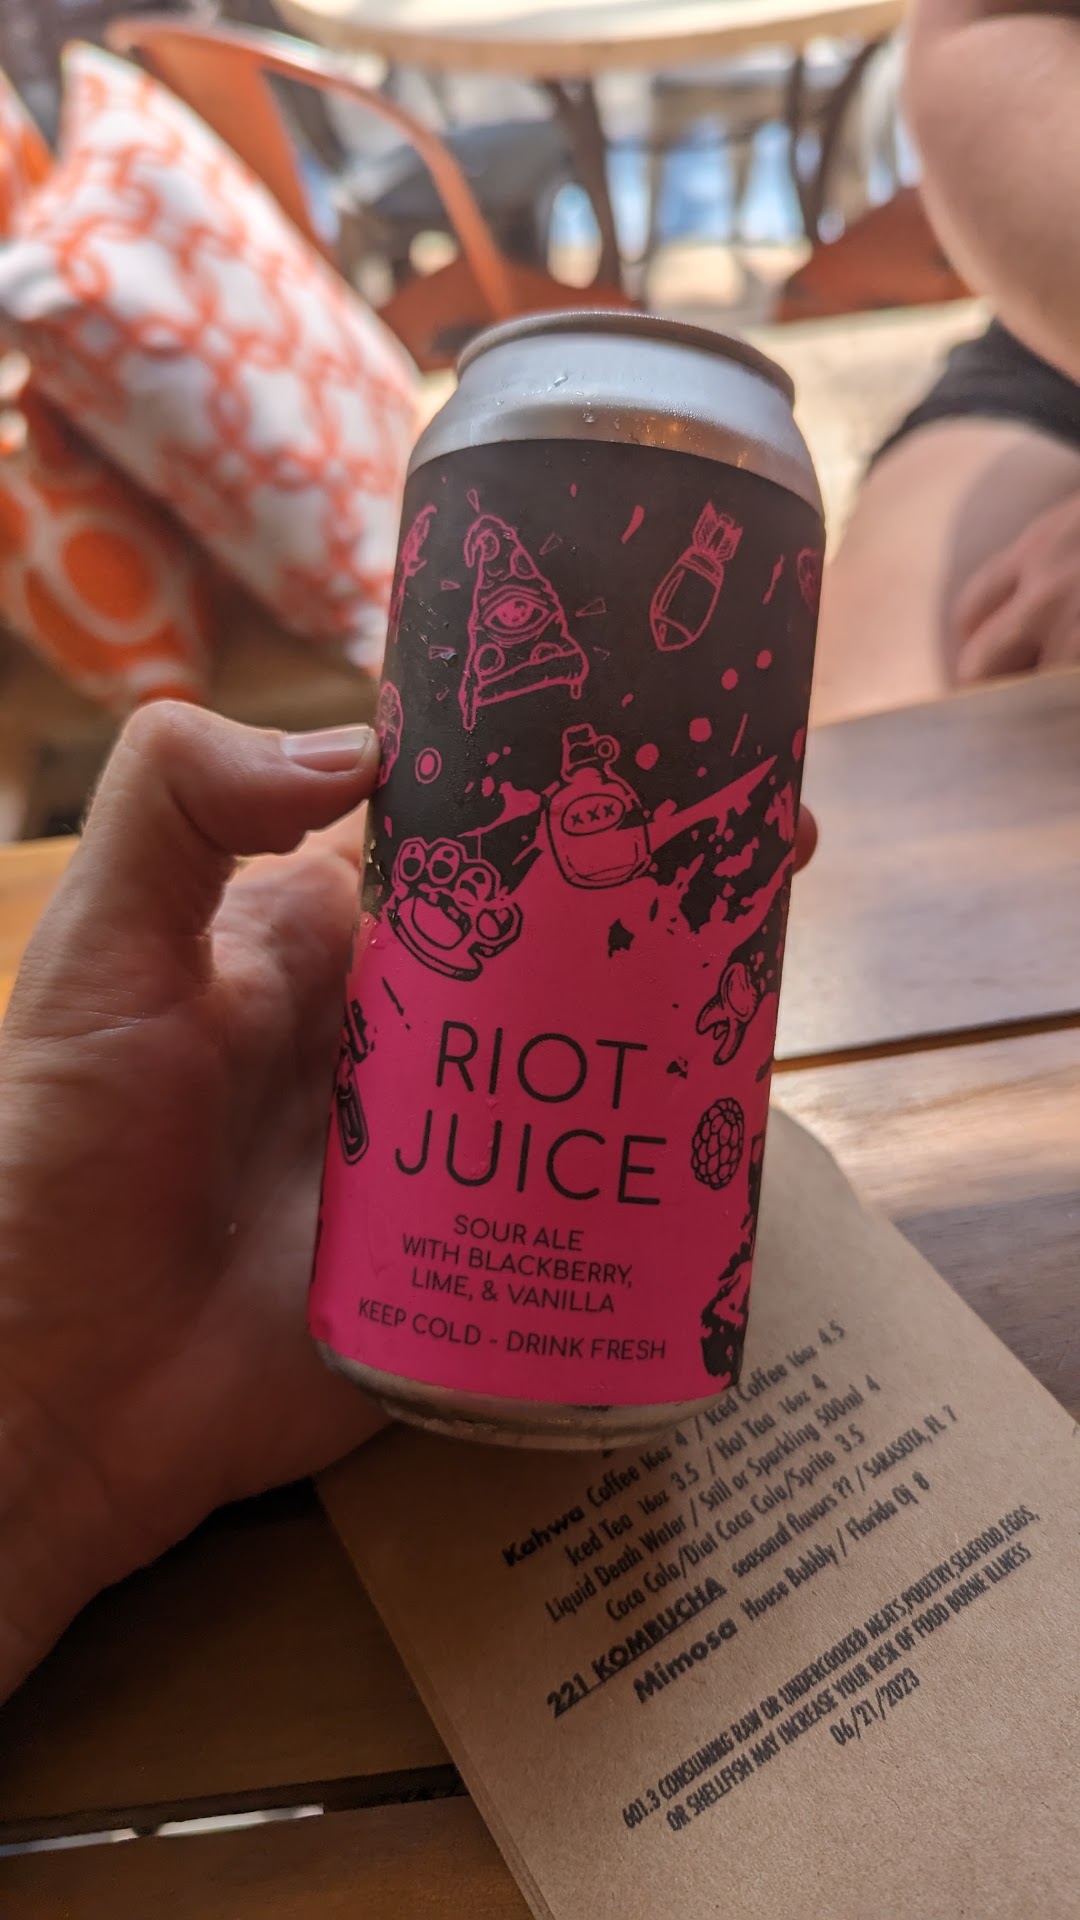 XXX
RIOT
JUICE
SOUR ALE
WITH BLACKBERRY,
LIME, & VANILLA
KEEP COLD - DRINK FRESH
Kahwa Coffee 16oz 4 / Iced Coffee 16oz 4.5
Iced Tea 16oz 3.5 / Hot Tea 16oz 4
Liquid Death Water / Still or Sparkling 500ml 4
Coca Cola/Diet Coca Cola/Sprite 3.5
221 KOMBUCHA seasonal flavors ?? / SARASOTA, FL 7
Mimosa House Bubbly / Florida Oj 8
601.3 CONSUMING RAW OR UNDERCOOKED MEATS,POULTRY,SEAFOOD,EGGS,
OR SHELLFISH MAY INCREASE YOUR RISK OF FOOD BORNE ILLNESS
06/21/2023